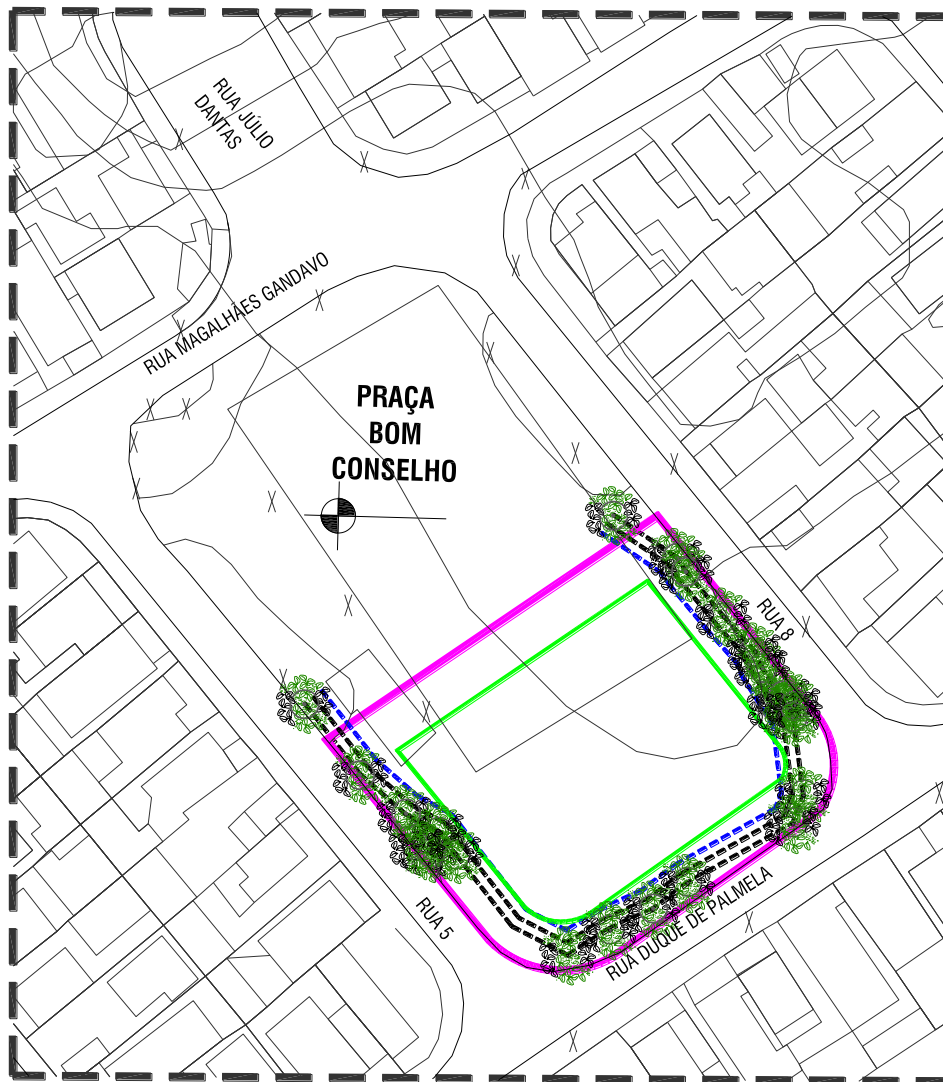 RUA JÚLIO
DANTAS
RUA MAGALHÃES GANDAVO
PRAÇA
BOM
CONSELHO
RUA 8
RUA 5
RUA DUQUE DE PALMELA